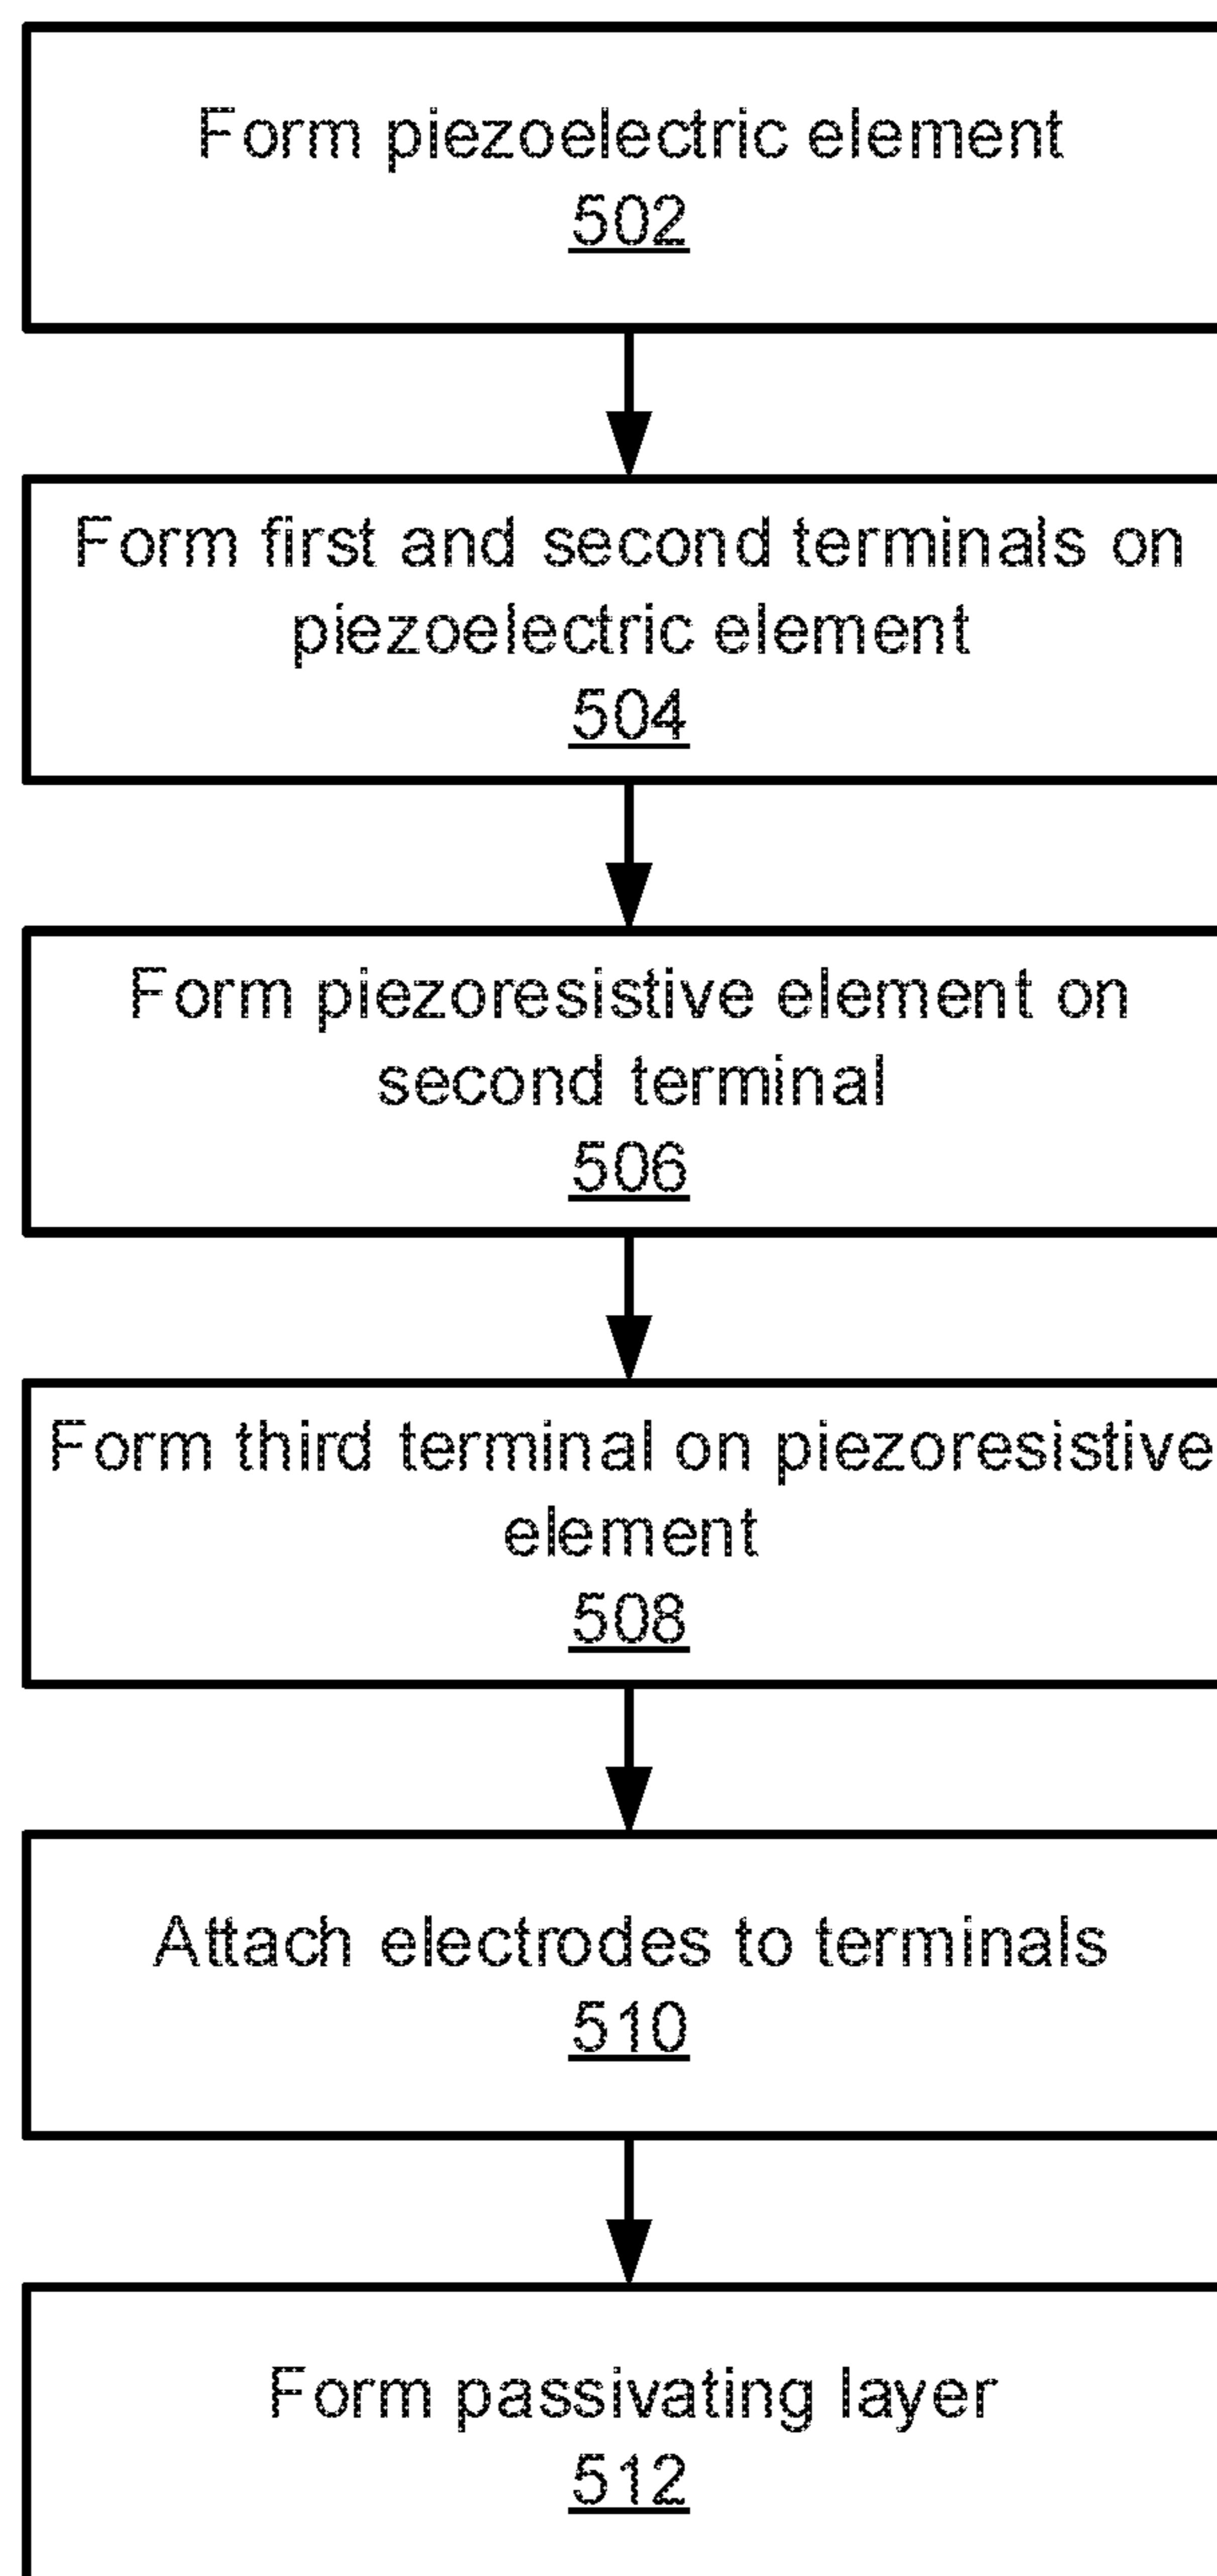 Form piezoelectric element
502
Form first and second terminals on
piezoelectric element
504
Form piezoresistive element on
second terminal
506
Form third terminal on piezoresistive
element
508
Attach electrodes to terminals
510
Form passivating layer
512